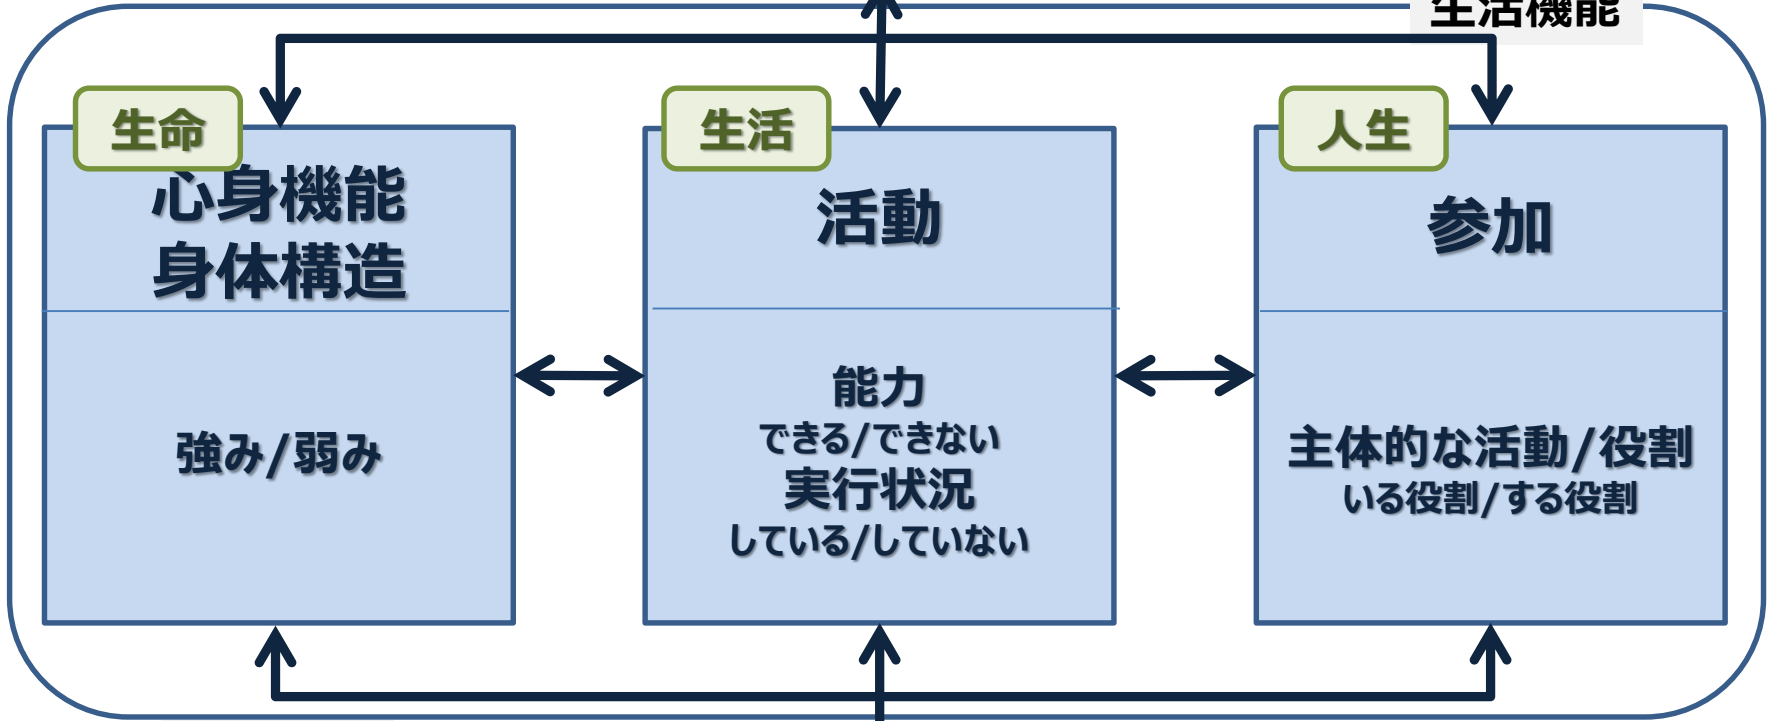 生活機能
生命
心身機能
身体構造
強み/弱み
生活
活動
能力
できる/できない
実行状況
している/していない
人生
参加
主体的な活動/役割
いる役割/する役割